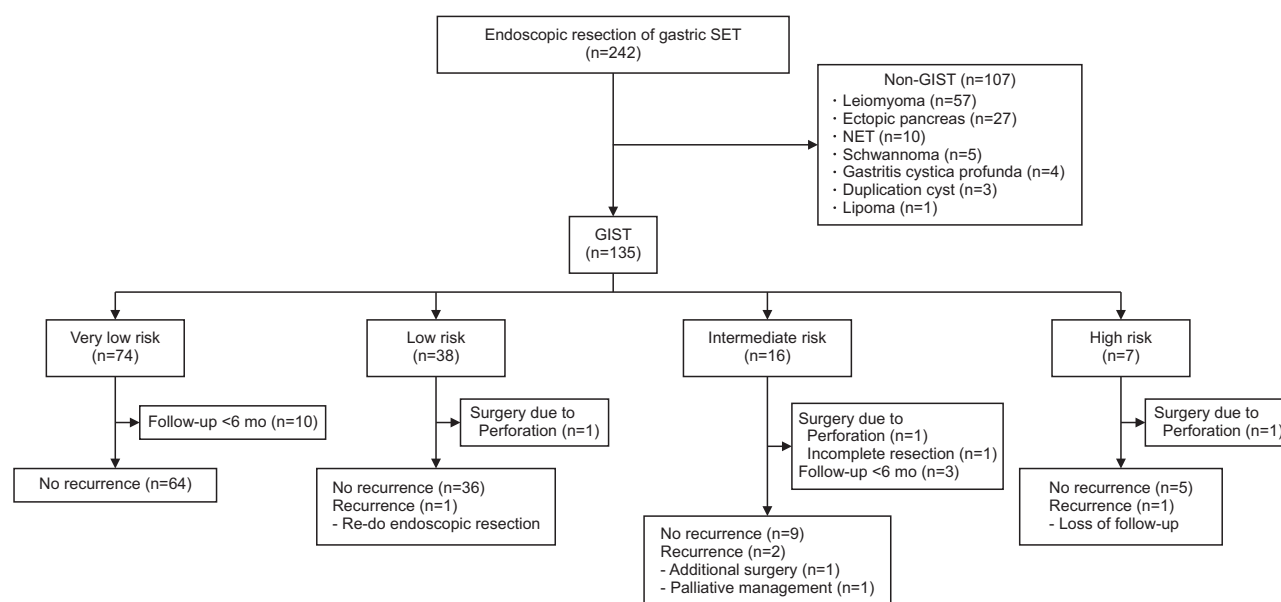 Endoscopic resection of gastric SET
(n=242)
Non-GIST (n=107)
· Leiomyoma (n=57)
· Ectopic pancreas (n=27)
· NET (n=10)
· Schwannoma (n=5)
· Gastritis cystica profunda (n=4)
· Duplication cyst (n=3)
· Lipoma (n=1)
GIST
(n=135)
Very low risk
(n=74)
Low risk
(n=38)
Intermediate risk
(n=16)
High risk
(n=7)
Follow-up <6 mo (n=10)
Surgery due to
Perforation (n=1)
Surgery due to
Perforation (n=1)
Incomplete resection (n=1)
Follow-up <6 mo (n=3)
Surgery due to
Perforation (n=1)
No recurrence (n=64)
No recurrence (n=36)
Recurrence (n=1)
- Re-do endoscopic resection
No recurrence (n=9)
Recurrence (n=2)
- Additional surgery (n=1)
- Palliative management (n=1)
No recurrence (n=5)
Recurrence (n=1)
- Loss of follow-up